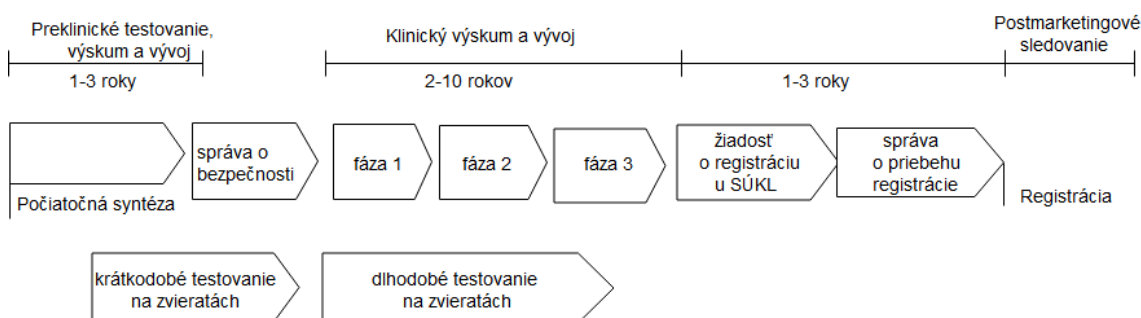 Preklinické testovanie,
výskum a vývoj
Klinický výskum a vývoj
Postmarketingové
sledovanie
1-3 roky
2-10 rokov
1-3 roky
správa o
bezpečnosti
fáza 1
fáza 2
fáza 3
žiadosť
o registráciu
u SÚKL
správa
o priebehu
registrácie
Počiatočná syntéza
Registrácia
krátkodobé testovanie
na zvieratách
dlhodobé testovanie
na zvieratách